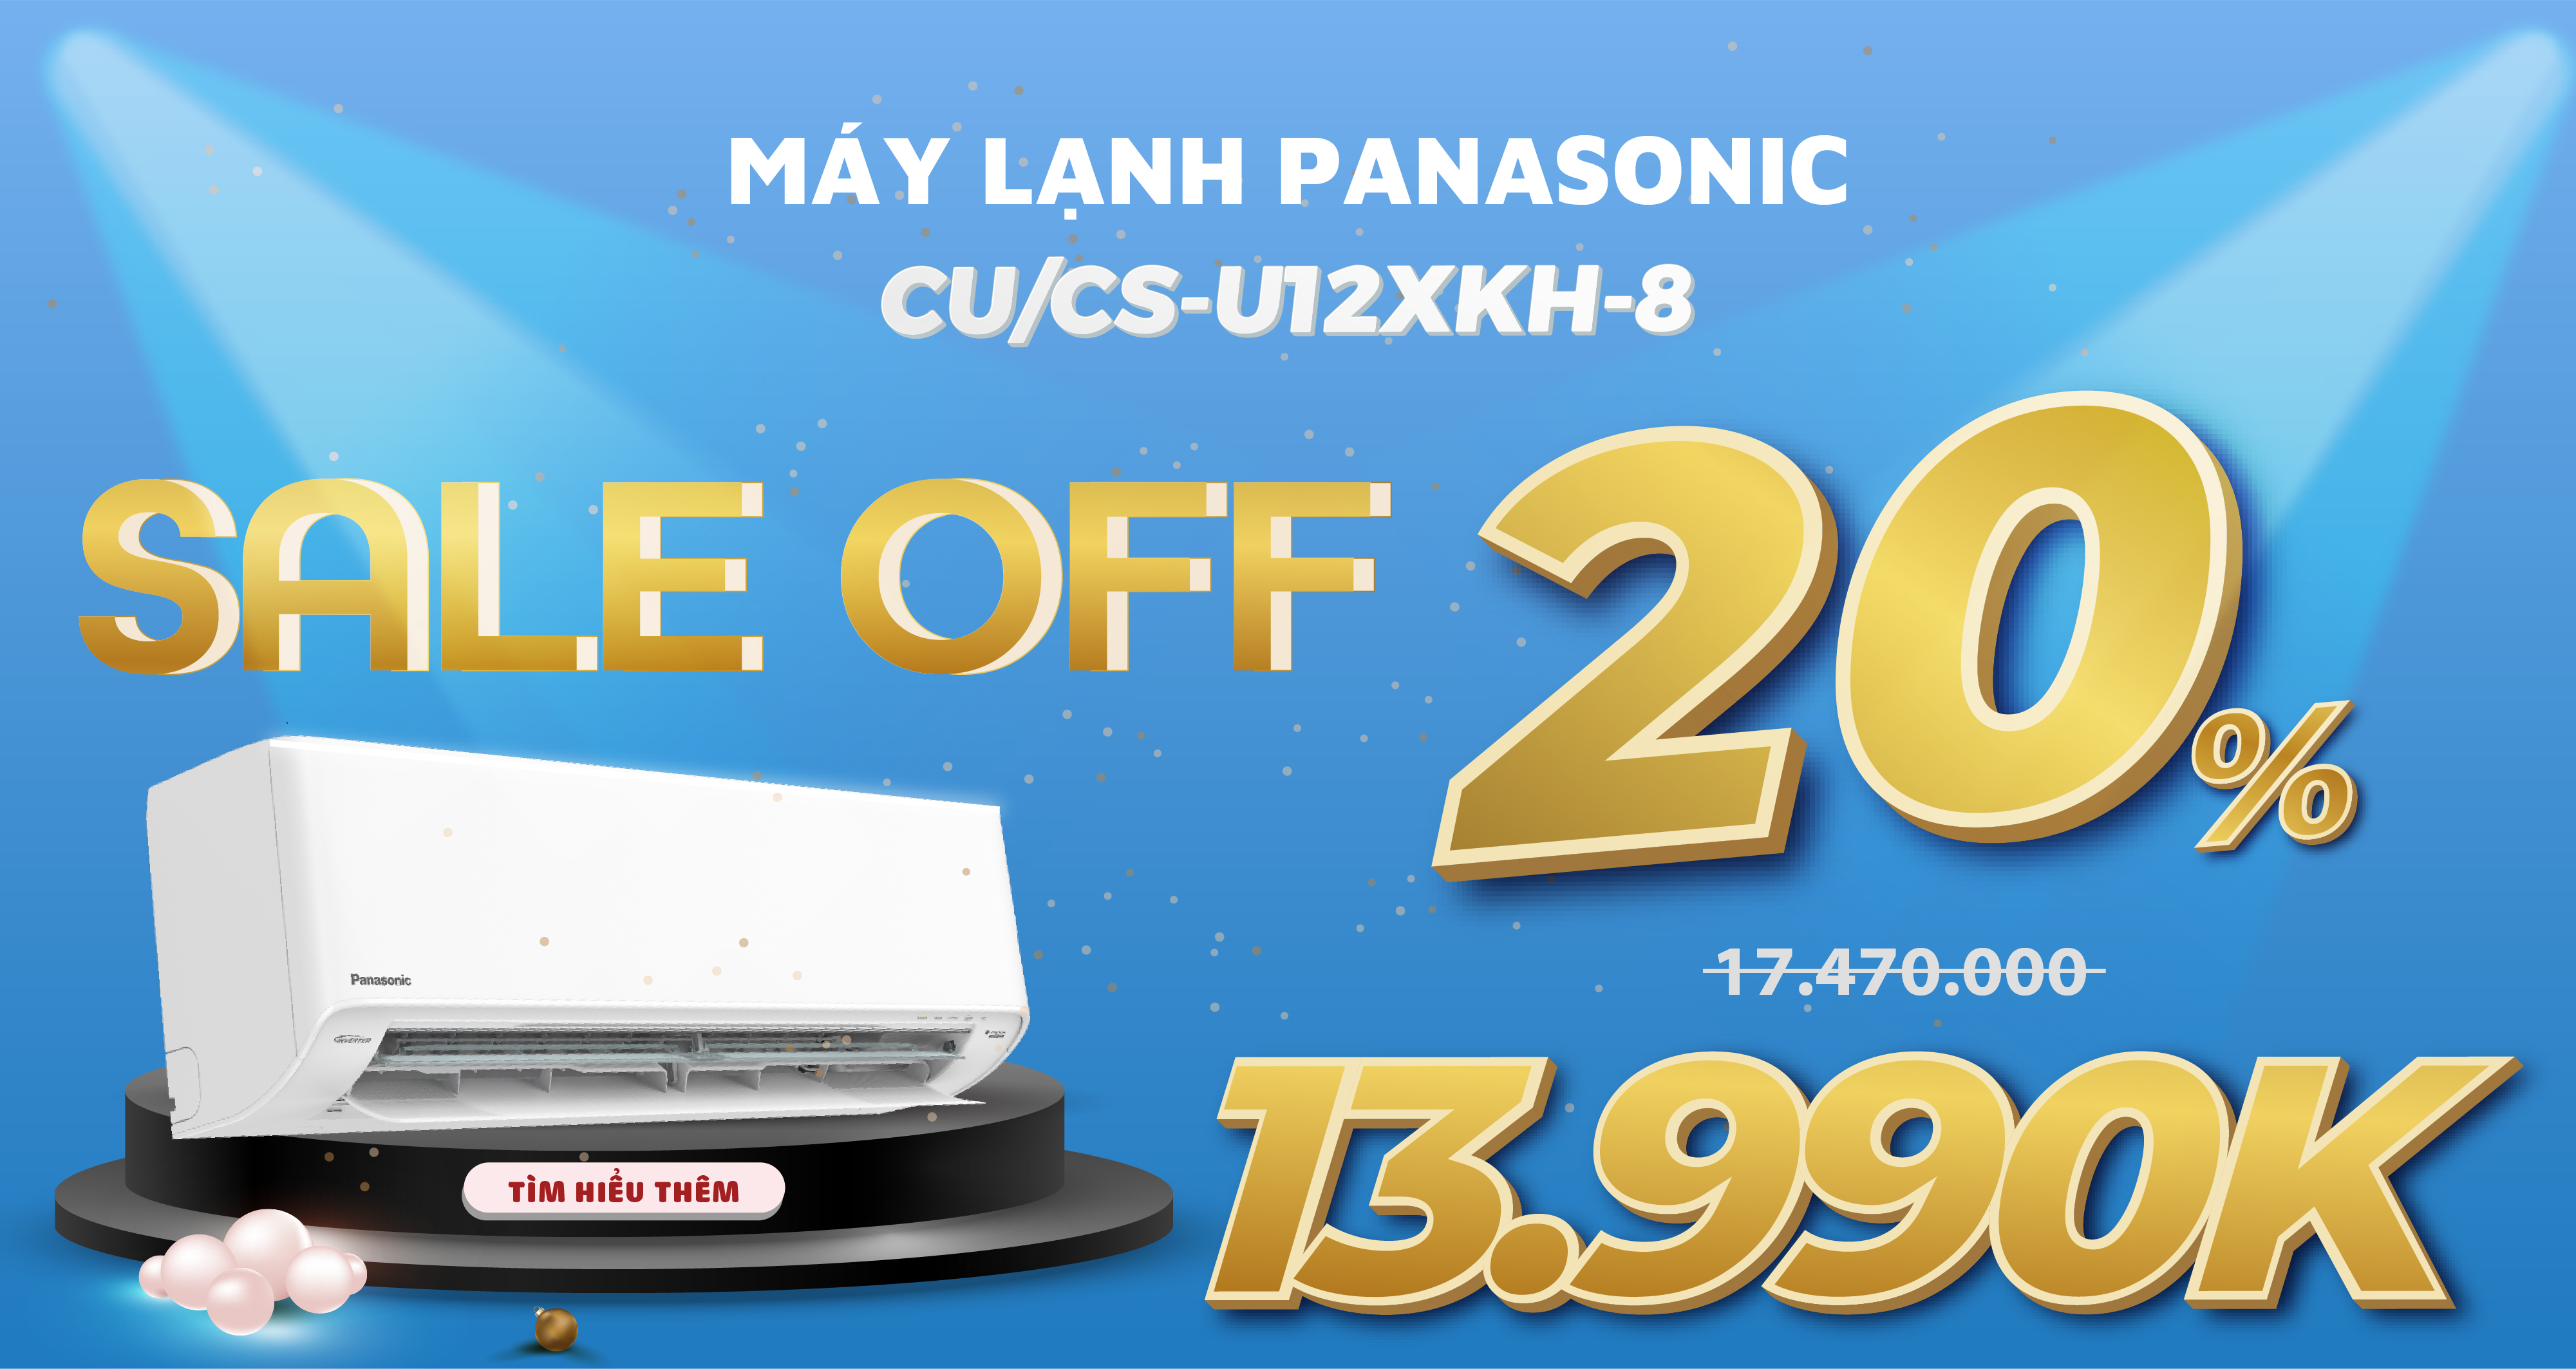 MÁY LẠNH PANASONIC
CU/CS-U12XKH-8
SALE OFF 20%
17.470.000
13.990K
Panasonic
INVERTER
TÌM HIỂU THÊM